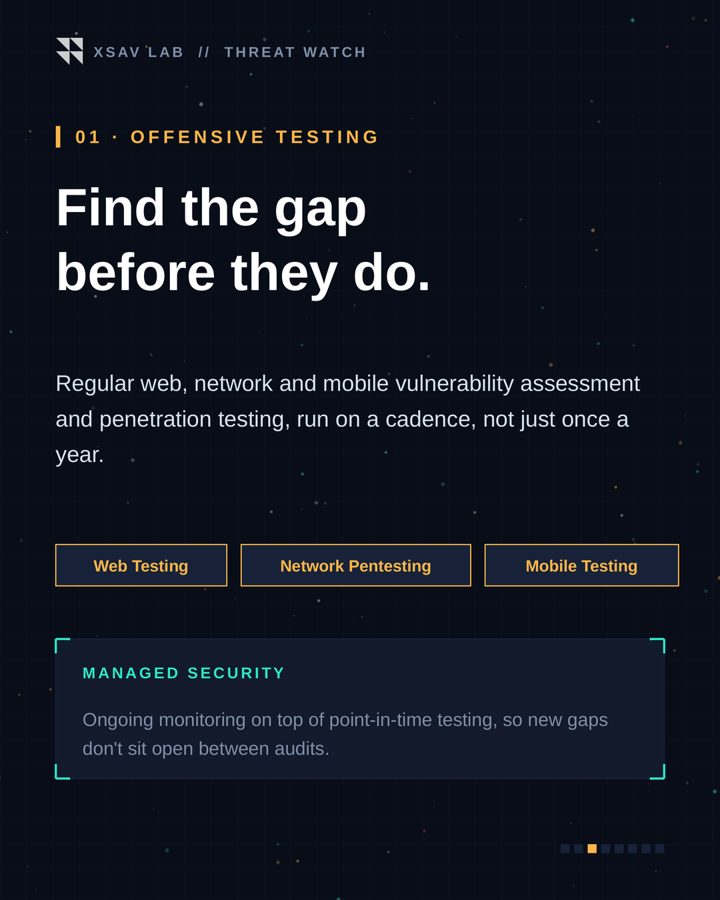 XSAV LAB // THREAT WATCH
01 · OFFENSIVE TESTING
Find the gap
before they do.
Regular web, network and mobile vulnerability assessment
and penetration testing, run on a cadence, not just once a
year.
Web Testing
Network Pentesting
Mobile Testing
MANAGED SECURITY
Ongoing monitoring on top of point-in-time testing, so new gaps
don't sit open between audits.